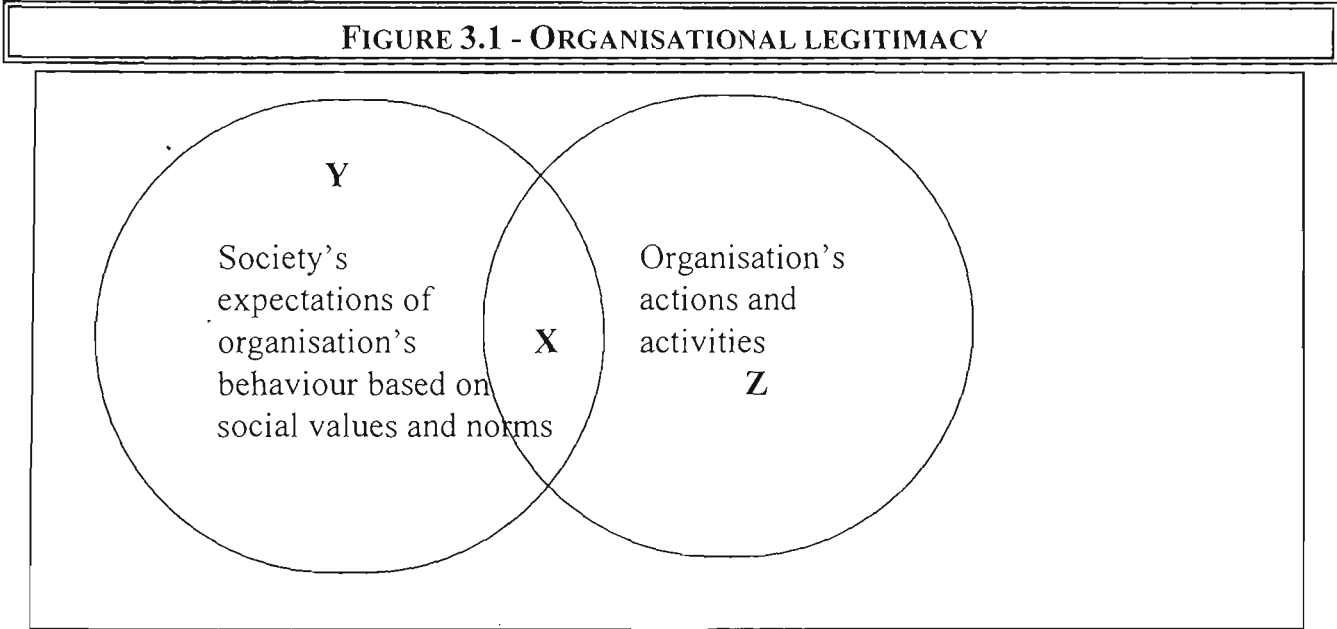 FIGURE 3.1 - ORGANISATIONAL LEGITIMACY
Y
Society's
expectations of
organisation's
behaviour based on
social values and norms
X
Organisation's
actions and
activities
Z